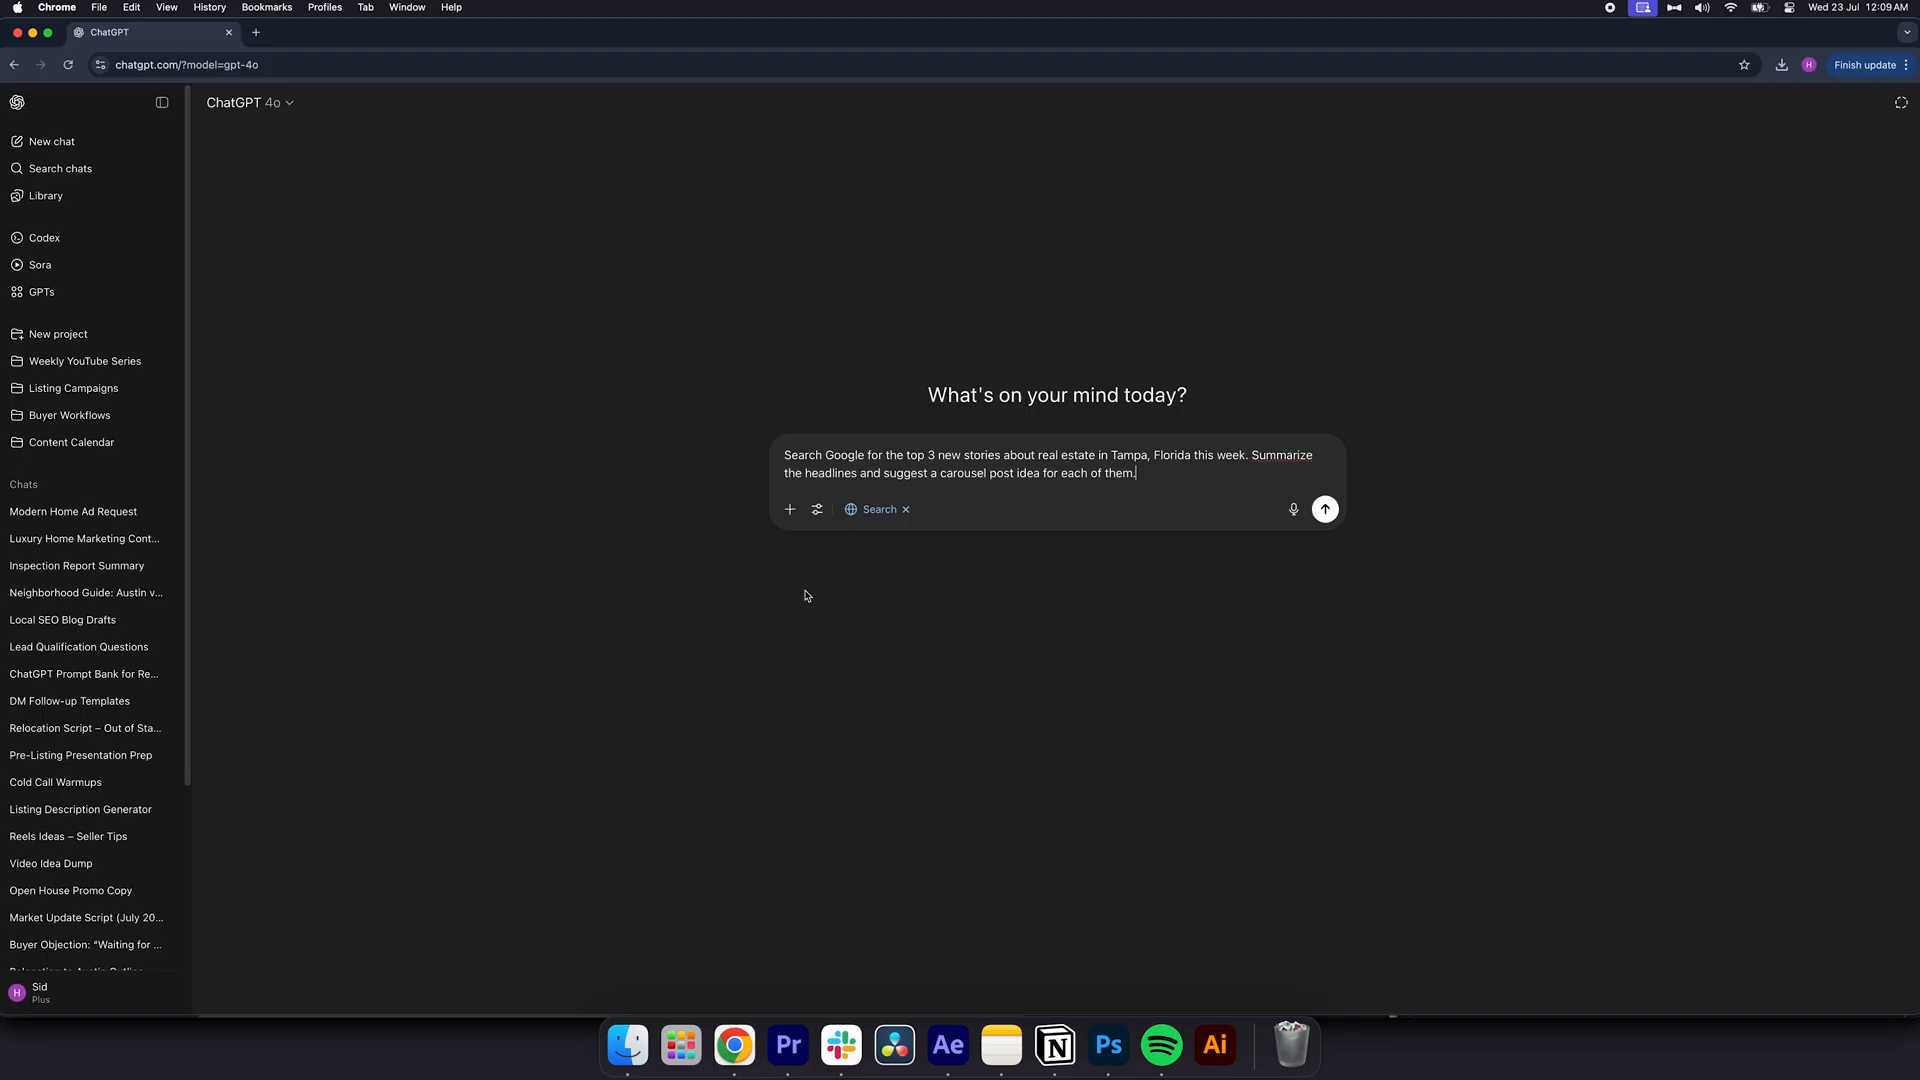 Chrome File Edit View History Bookmarks Profiles Tab Window Help
Wed 23 Jul 12:09 AM
ChatGPT
chatgpt.com/?model=gpt-4o
H
Finish update
ChatGPT 4o
New chat
Search chats
Library
Codex
Sora
GPTs
New project
Weekly YouTube Series
Listing Campaigns
Buyer Workflows
Content Calendar
Chats
Modern Home Ad Request
Luxury Home Marketing Cont...
Inspection Report Summary
Neighborhood Guide: Austin v...
Local SEO Blog Drafts
Lead Qualification Questions
ChatGPT Prompt Bank for Re...
DM Follow-up Templates
Relocation Script – Out of Sta...
Pre-Listing Presentation Prep
Cold Call Warmups
Listing Description Generator
Reels Ideas – Seller Tips
Video Idea Dump
Open House Promo Copy
Market Update Script (July 20...
Buyer Objection: “Waiting for ...
H
Sid
Plus
What's on your mind today?
Search Google for the top 3 new stories about real estate in Tampa, Florida this week. Summarize
the headlines and suggest a carousel post idea for each of them.
Search
Pr
Ae
N
Ps
Ai